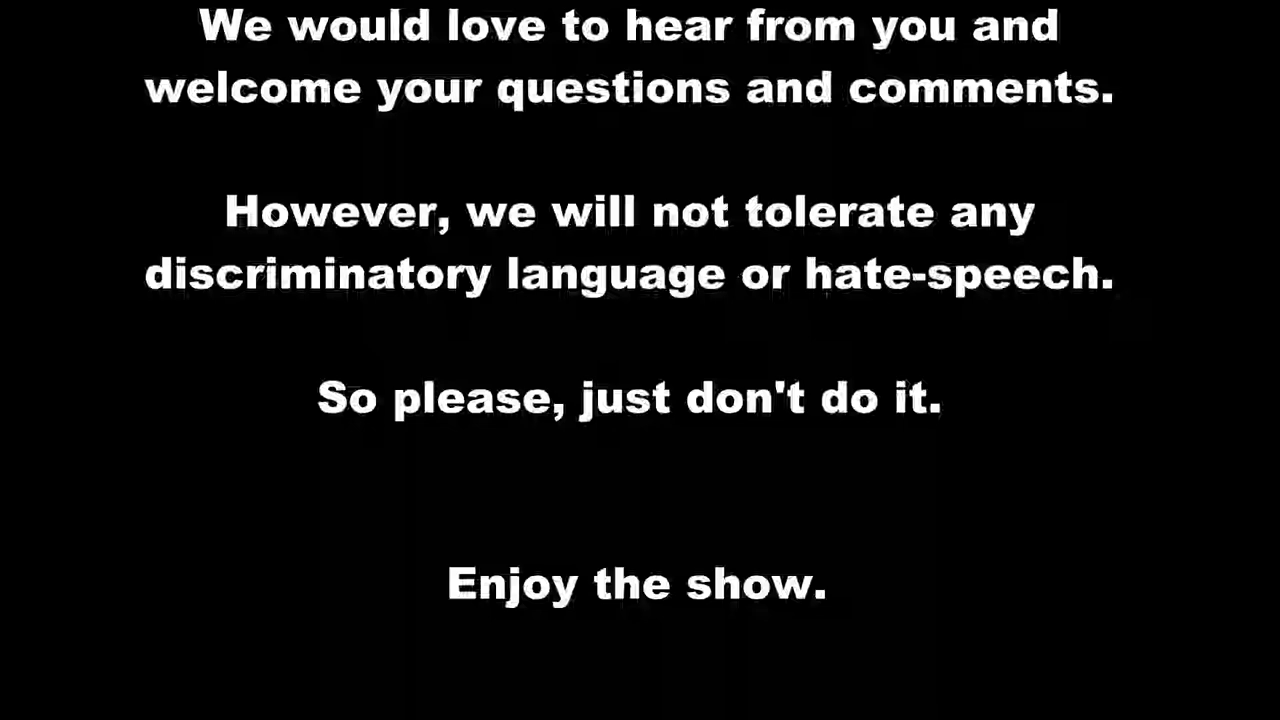 We would love to hear from you and
welcome your questions and comments.
However, we will not tolerate any
discriminatory language or hate-speech.
So please, just don't do it.
Enjoy the show.